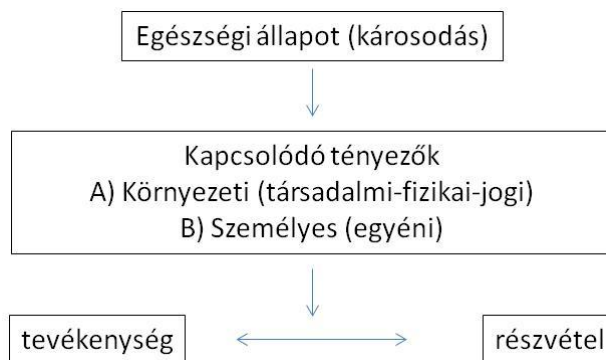 Egészségi állapot (károsodás)
Kapcsolódó tényezők
A) Környezeti (társadalmi-fizikai-jogi)
B) Személyes (egyéni)
tevékenység
részvétel